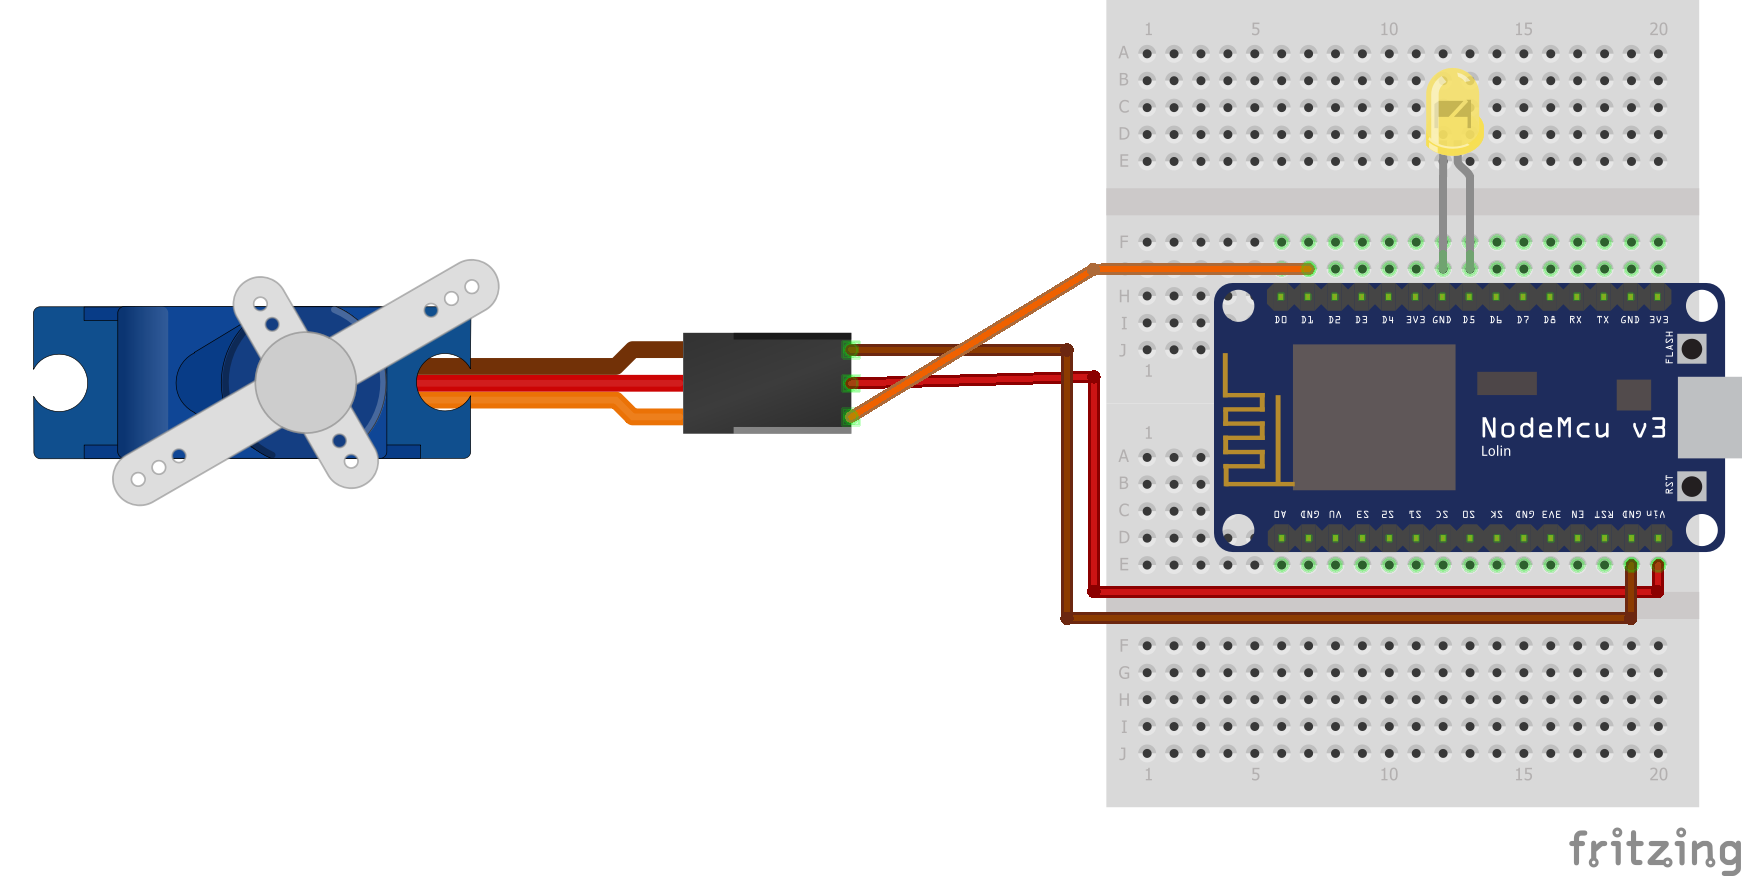 1 5 10 15 20
A
B
C
D
E
F
H
I
J
D0 D1 D2 D3 D4 3V3 GND D5 D6 D7 D8 RX TX GND 3V3
FLASH
1
NodeMcu v3
Lolin
1
RST
A
B
C
D
E
A0 GND VU S3 S2 S1 SC S0 SK GND 3V3 EN RST GND Vin
F
G
H
I
J
1 5 10 15 20
fritzing